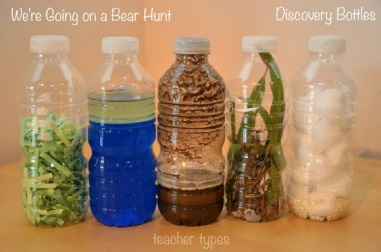 We're Going on a Bear Hunt
Discovery Bottles
teacher types